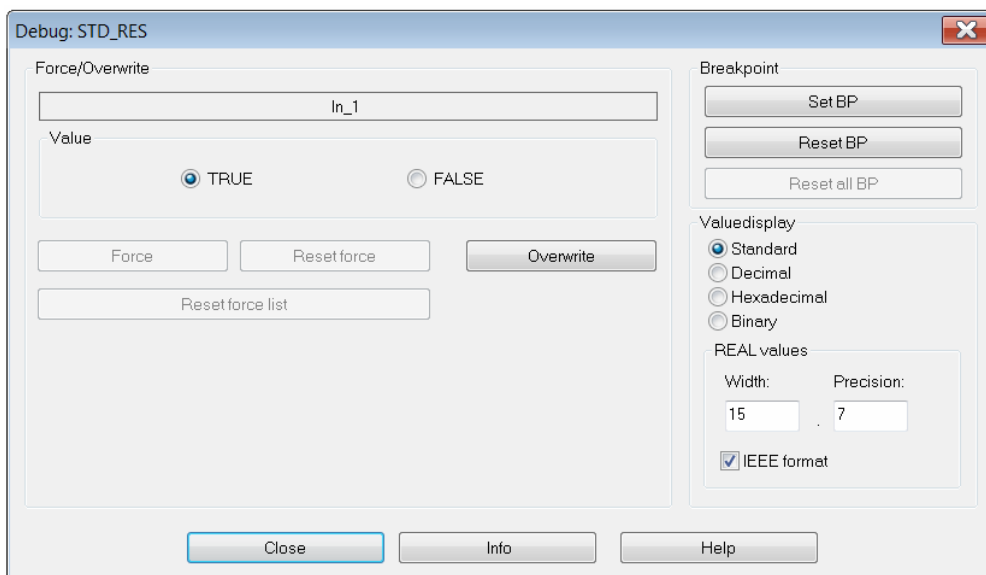 Debug: STD_RES
Force/Overwrite
In_1
Value
TRUE FALSE
Force Reset force Overwrite
Reset force list
Breakpoint
Set BP
Reset BP
Reset all BP
Valuedisplay
Standard
Decimal
Hexadecimal
Binary
REAL values
Width: Precision:
15 . 7
IEEE format
Close Info Help